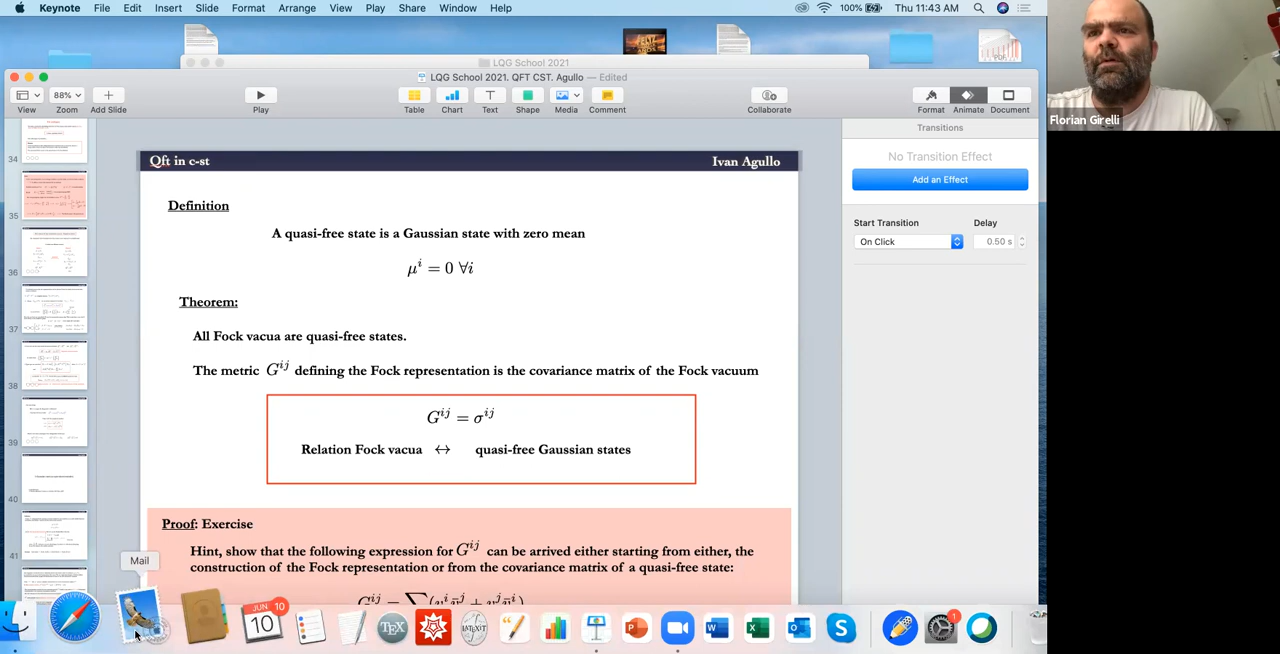 Keynote File Edit Insert Slide Format Arrange View Play Share Window Help 100% Thu 11:43 AM
LQG School 2021
LQG School 2021. QFT CST. Agullo — Edited
88%
View Zoom Add Slide Play Table Chart Text Shape Media Comment Collaborate Format Animate Document
Florian Girelli
Transitions
No Transition Effect
Add an Effect
Start Transition Delay
On Click 0.50 s
34
35
36
37
38
39
40
41
Qft in c-st Ivan Agullo
Definition
A quasi-free state is a Gaussian state with zero mean
μ^i = 0 ∀i
Theorem:
All Fock vacua are quasi-free states.
The metric G^{ij} defining the Fock representation is the covariance matrix of the Fock vacuum
G^{ij} = σ^{ij}
Relation Fock vacua ↔ quasi-free Gaussian states
Proof: Exercise
Hint, show that the following expression for G^{ij} can be arrived either starting from either, the
construction of the Fock representation or from the covariance matrix of a quasi-free state:
Mail
JUN 10
10
1